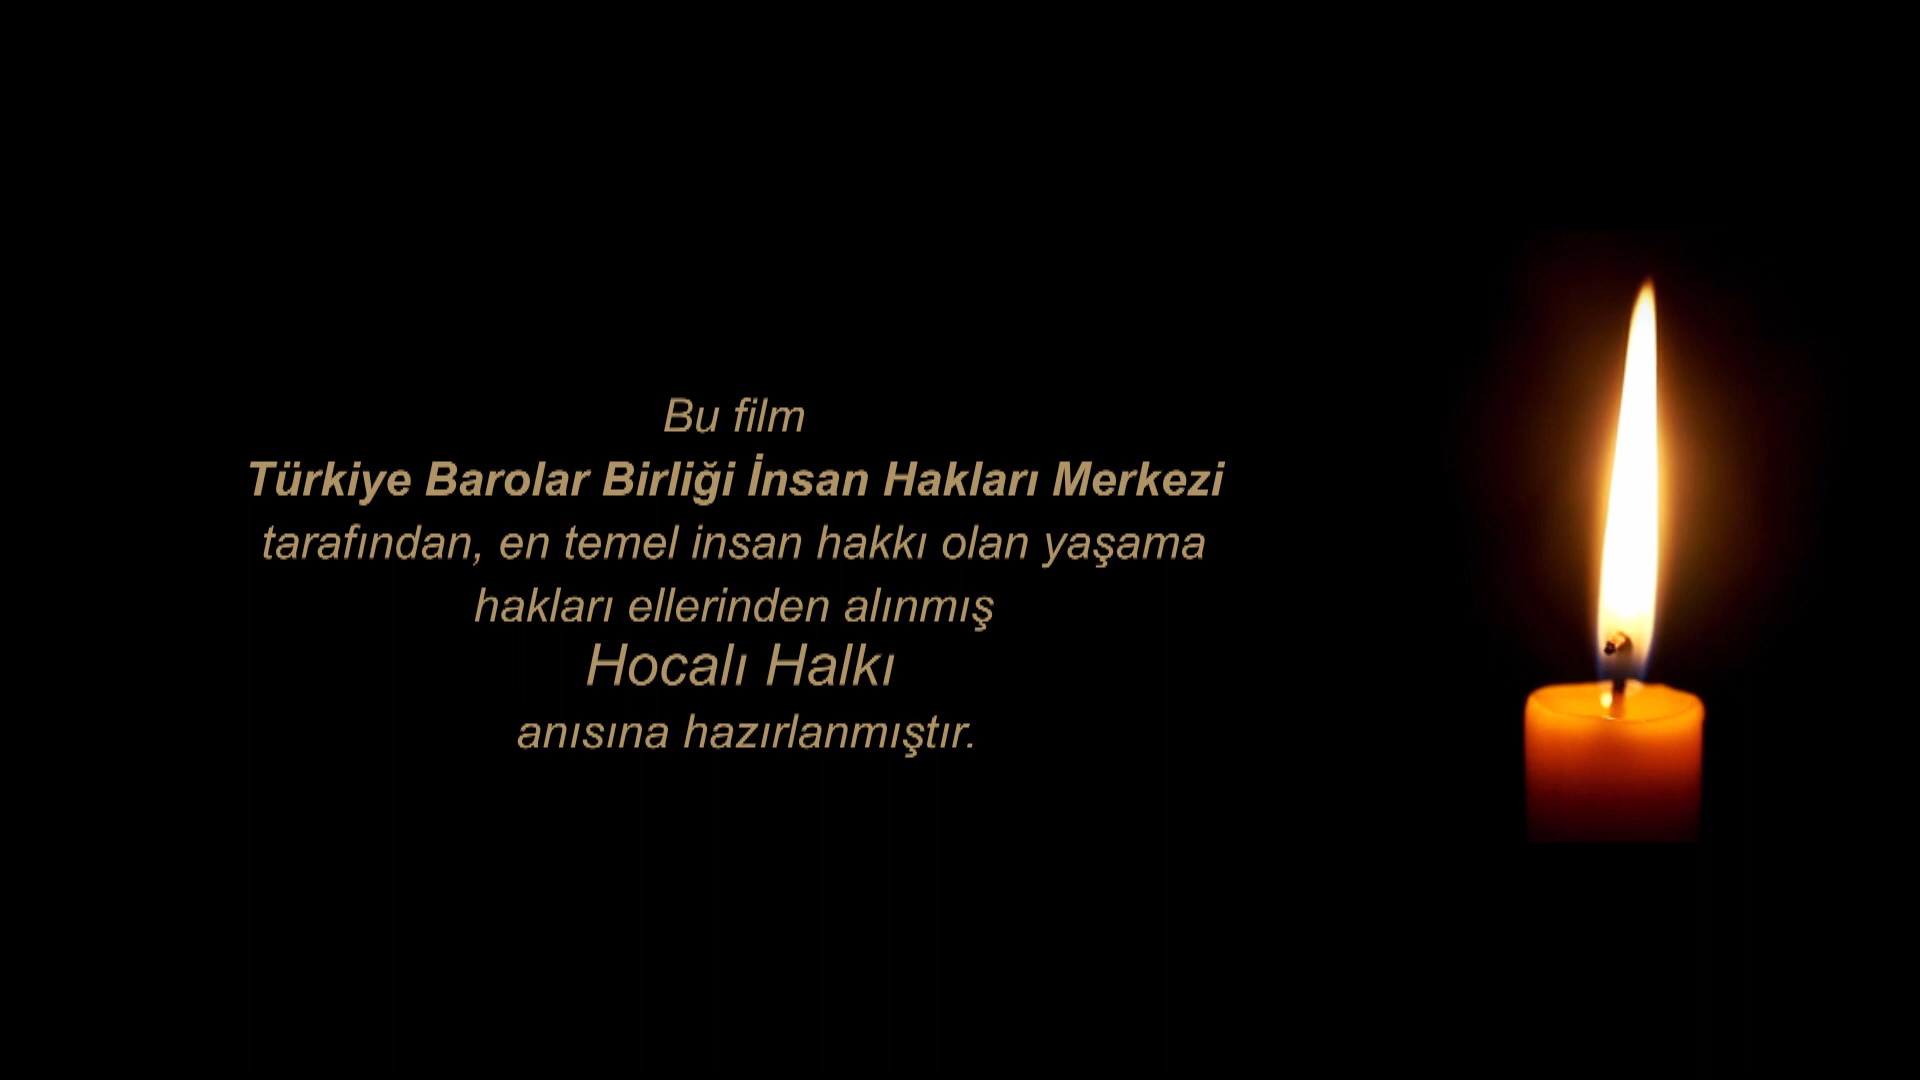 Bu film
Türkiye Barolar Birliği İnsan Hakları Merkezi
tarafından, en temel insan hakkı olan yaşama
hakları ellerinden alınmış
Hocalı Halkı
anısına hazırlanmıştır.